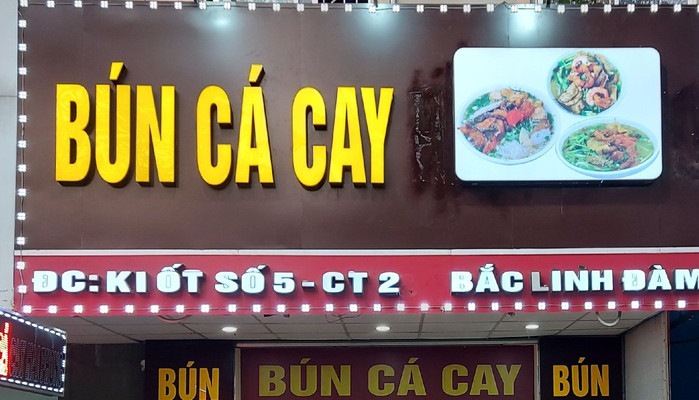 BÚN CÁ CAY
ĐC: KI ỐT SỐ 5 - CT 2 BẮC LINH ĐÀM
BÚN BÚN CÁ CAY BÚN